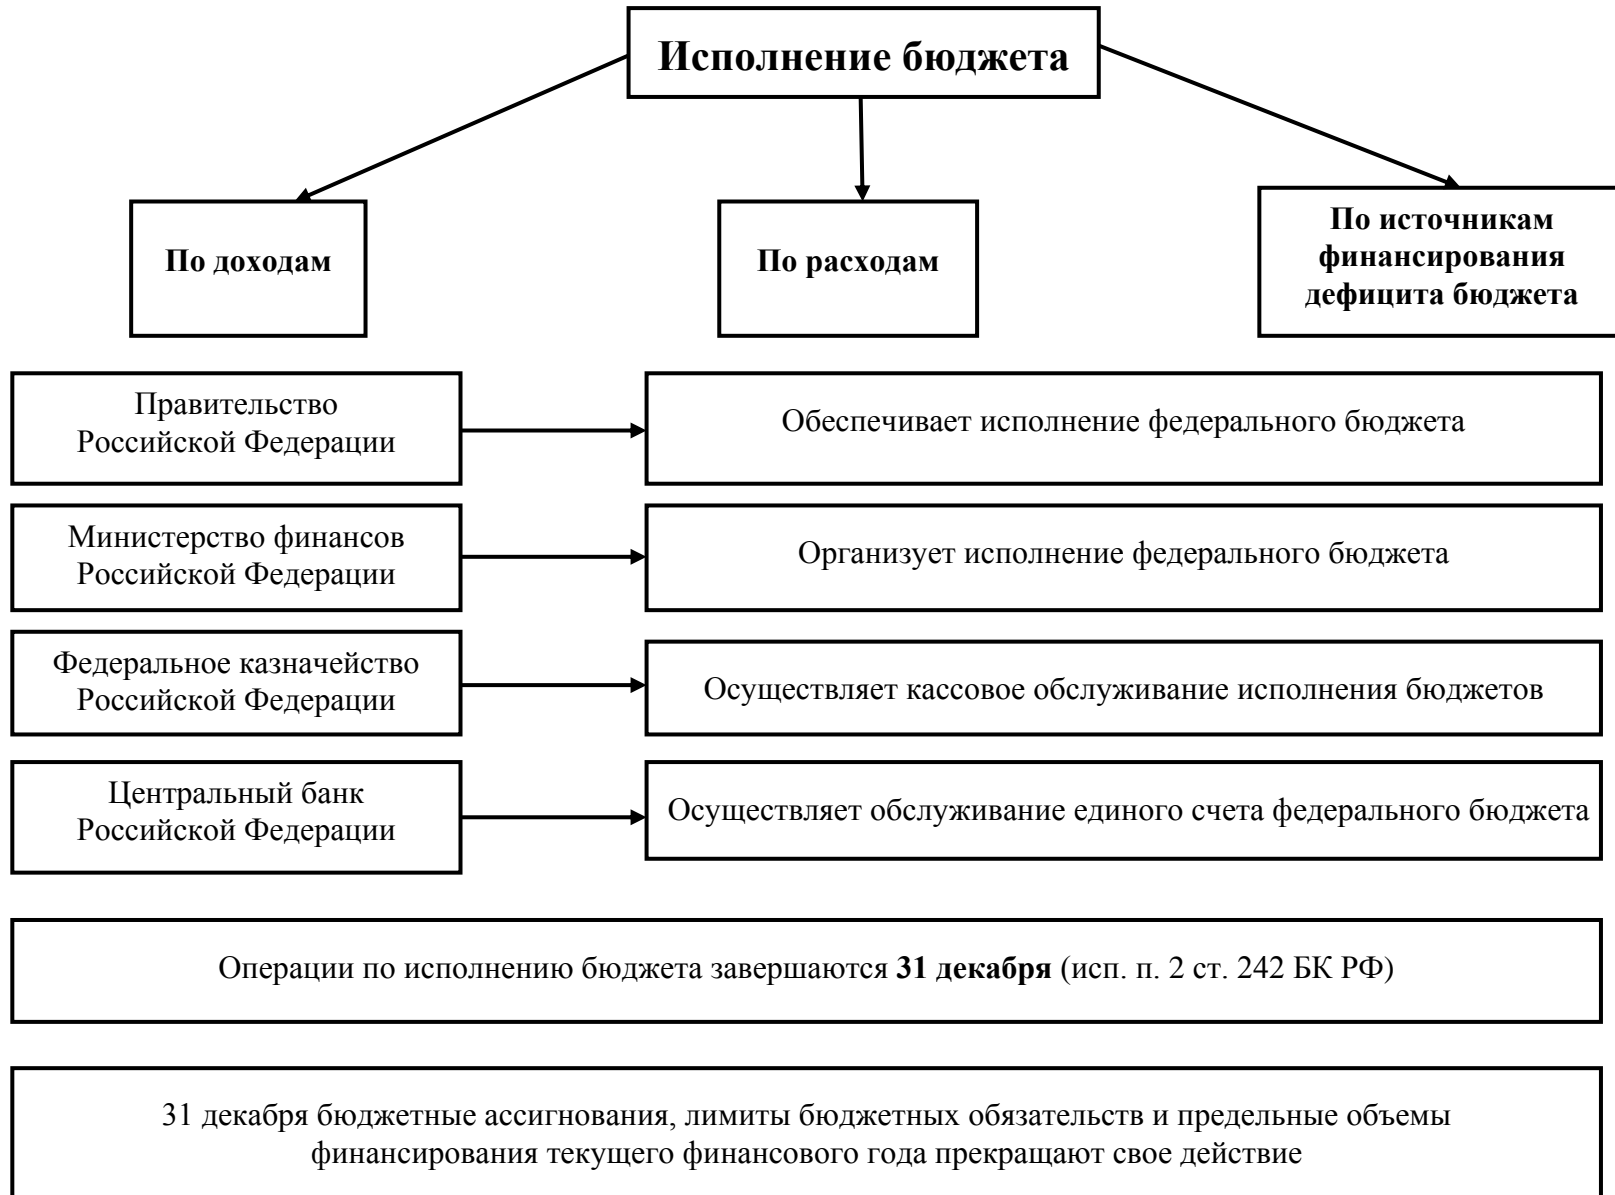 Исполнение бюджета
По доходам
По расходам
По источникам
финансирования
дефицита бюджета
Правительство
Российской Федерации
Обеспечивает исполнение федерального бюджета
Министерство финансов
Российской Федерации
Организует исполнение федерального бюджета
Федеральное казначейство
Российской Федерации
Осуществляет кассовое обслуживание исполнения бюджетов
Центральный банк
Российской Федерации
Осуществляет обслуживание единого счета федерального бюджета
Операции по исполнению бюджета завершаются 31 декабря (исп. п. 2 ст. 242 БК РФ)
31 декабря бюджетные ассигнования, лимиты бюджетных обязательств и предельные объемы
финансирования текущего финансового года прекращают свое действие